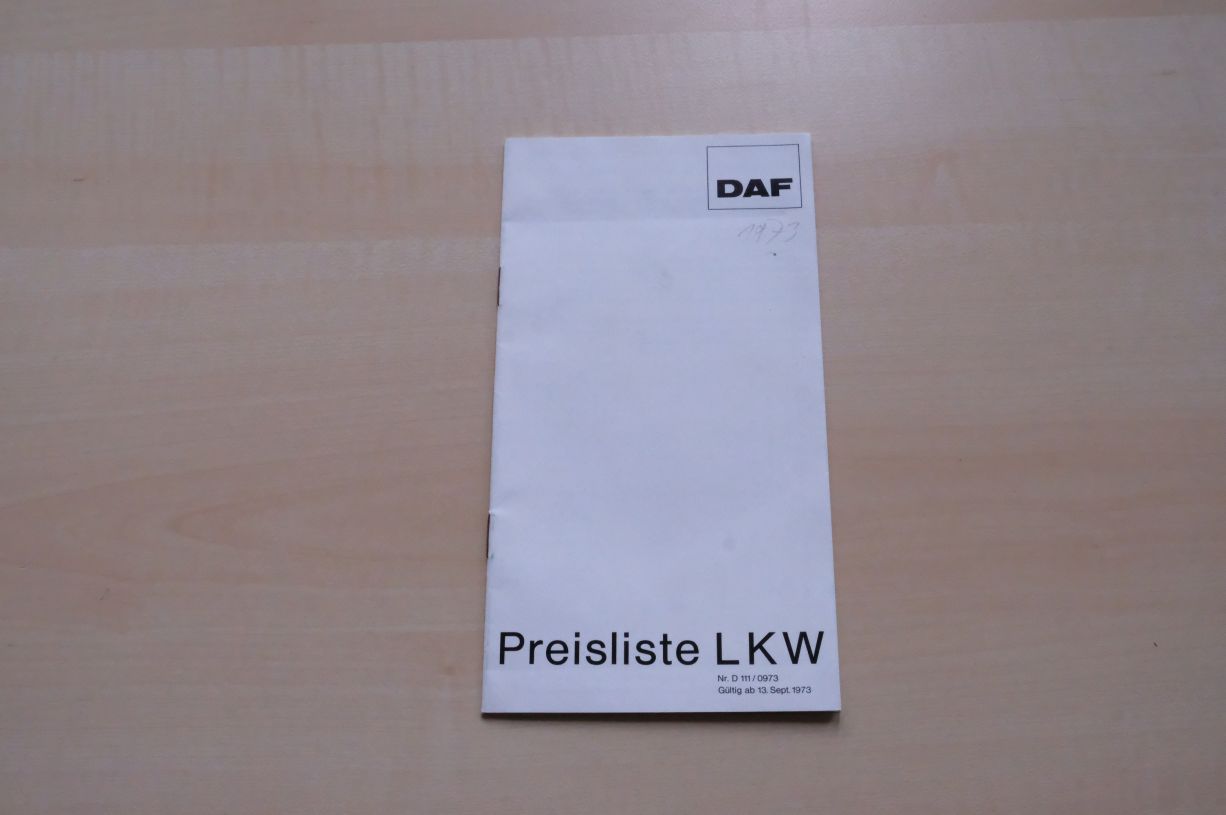 DAF
1973
Preisliste LKW
Nr. D 111 / 0973
Gültig ab 13. Sept. 1973